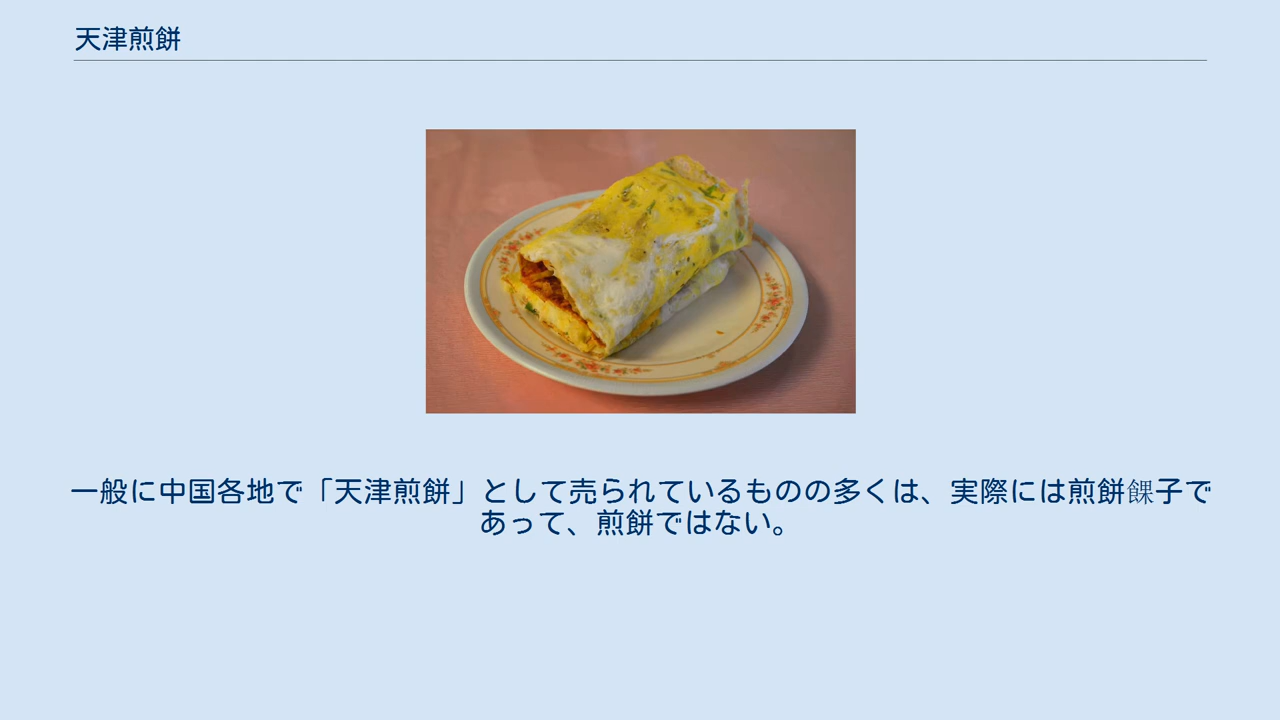 天津煎餅
一般に中国各地で「天津煎餅」として売られているものの多くは、実際には煎餅餜子で
あって、煎餅ではない。